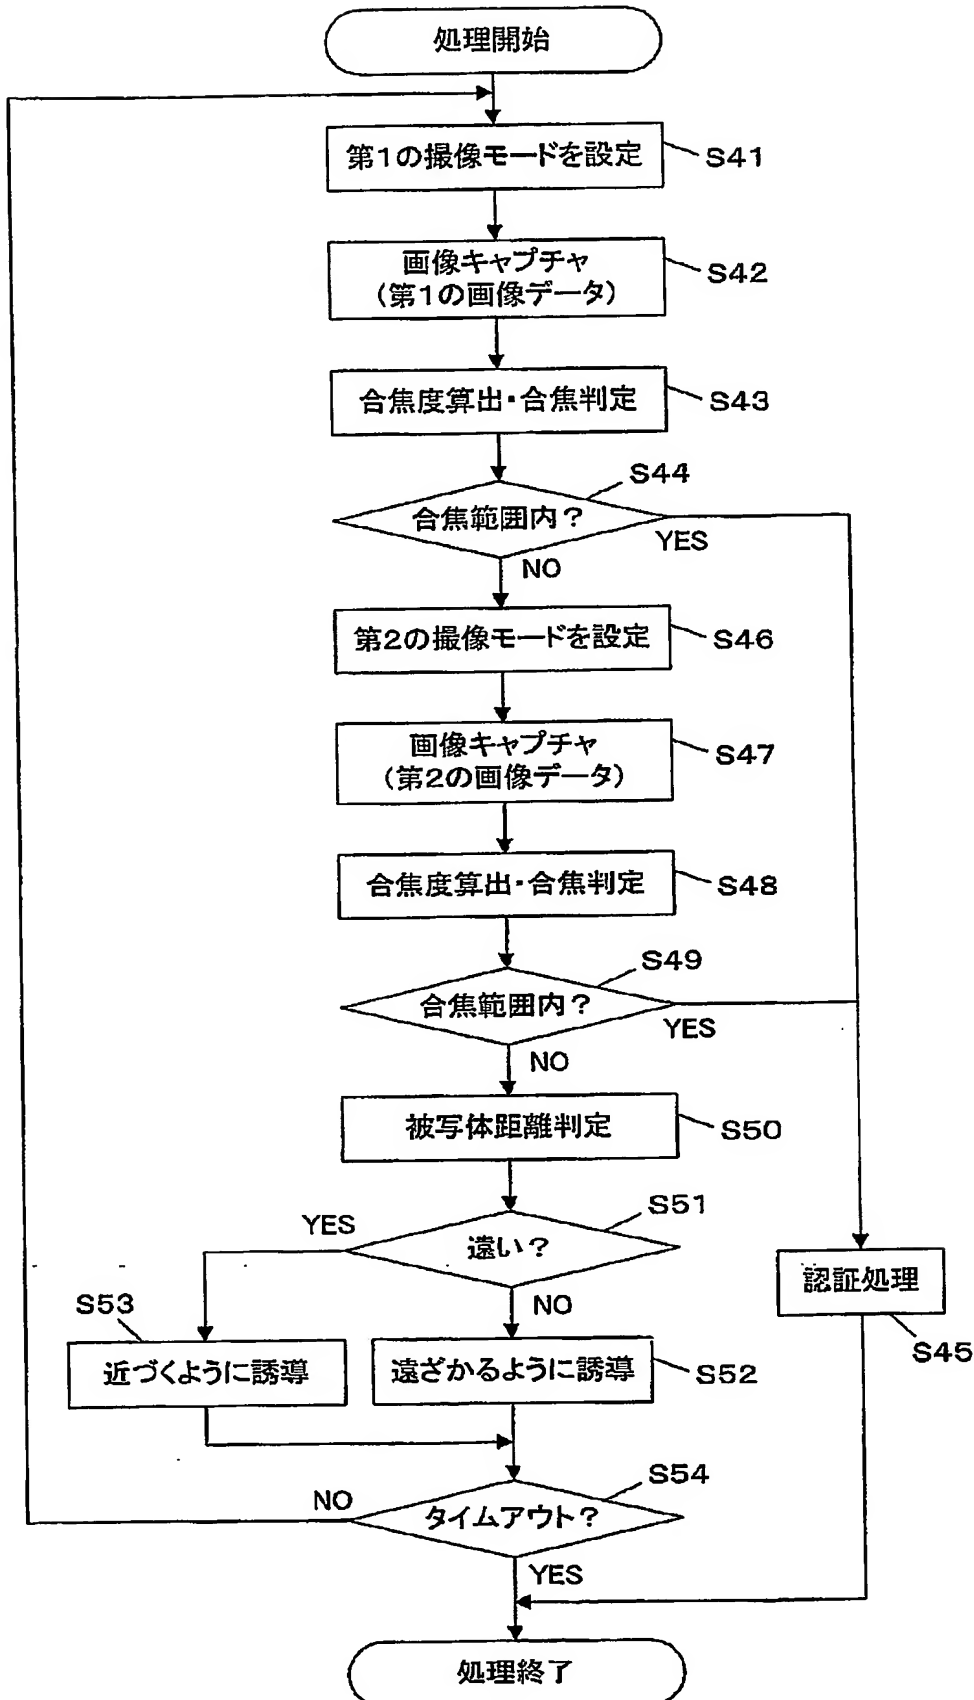 処理開始
第1の撮像モードを設定
S41
画像キャプチャ
(第1の画像データ)
S42
合焦度算出・合焦判定
S43
S44
合焦範囲内？
YES
NO
第2の撮像モードを設定
S46
画像キャプチャ
(第2の画像データ)
S47
合焦度算出・合焦判定
S48
S49
合焦範囲内？
YES
NO
被写体距離判定
S50
S51
YES
遠い？
NO
認証処理
S45
S53
近づくように誘導
遠ざかるように誘導
S52
S54
NO
タイムアウト？
YES
処理終了